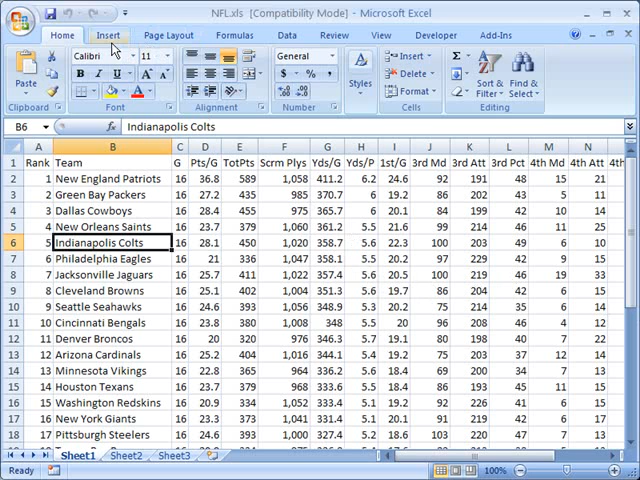 NFL.xls [Compatibility Mode] - Microsoft Excel
Home Insert Page Layout Formulas Data Review View Developer Add-Ins
Paste Calibri 11 General Styles Insert Delete Format Sort & Filter Find & Select
Clipboard Font Alignment Number Cells Editing
B6 fx Indianapolis Colts
A B C D E F G H I J K L M N
1 Rank Team G Pts/G TotPts Scrm Plys Yds/G Yds/P 1st/G 3rd Md 3rd Att 3rd Pct 4th Md 4th Att
2 1 New England Patriots 16 36.8 589 1,058 411.2 6.2 24.6 92 191 48 15 21
3 2 Green Bay Packers 16 27.2 435 985 370.7 6 19.2 86 202 43 5 11
4 3 Dallas Cowboys 16 28.4 455 975 365.7 6 20.1 84 199 42 10 14
5 4 New Orleans Saints 16 23.7 379 1,060 361.2 5.5 21.6 99 214 46 11 25
6 5 Indianapolis Colts 16 28.1 450 1,020 358.7 5.6 22.3 100 203 49 6 10
7 6 Philadelphia Eagles 16 21 336 1,047 358.1 5.5 20.2 97 229 42 9 15
8 7 Jacksonville Jaguars 16 25.7 411 1,022 357.4 5.6 20.5 100 219 46 19 33
9 8 Cleveland Browns 16 25.1 402 1,004 351.3 5.6 19.7 86 204 42 6 15
10 9 Seattle Seahawks 16 24.6 393 1,056 348.9 5.3 20.2 75 214 35 6 14
11 10 Cincinnati Bengals 16 23.8 380 1,008 348 5.5 20 96 208 46 4 12
12 11 Denver Broncos 16 20 320 976 346.3 5.7 19.1 80 198 40 7 22
13 12 Arizona Cardinals 16 25.2 404 1,016 344.1 5.4 19.2 75 203 37 12 14
14 13 Minnesota Vikings 16 22.8 365 964 336.2 5.6 18.4 69 200 34 7 13
15 14 Houston Texans 16 23.7 379 968 333.6 5.6 18.4 86 193 45 11 15
16 15 Washington Redskins 16 20.9 334 1,052 333.4 5.1 19.2 92 226 41 6 15
17 16 New York Giants 16 23.3 373 1,041 331.4 5.1 20.1 91 219 42 6 17
18 17 Pittsburgh Steelers 16 24.6 393 1,000 327.4 5.2 18.6 103 220 47 7 13
Sheet1 Sheet2 Sheet3
Ready 100%